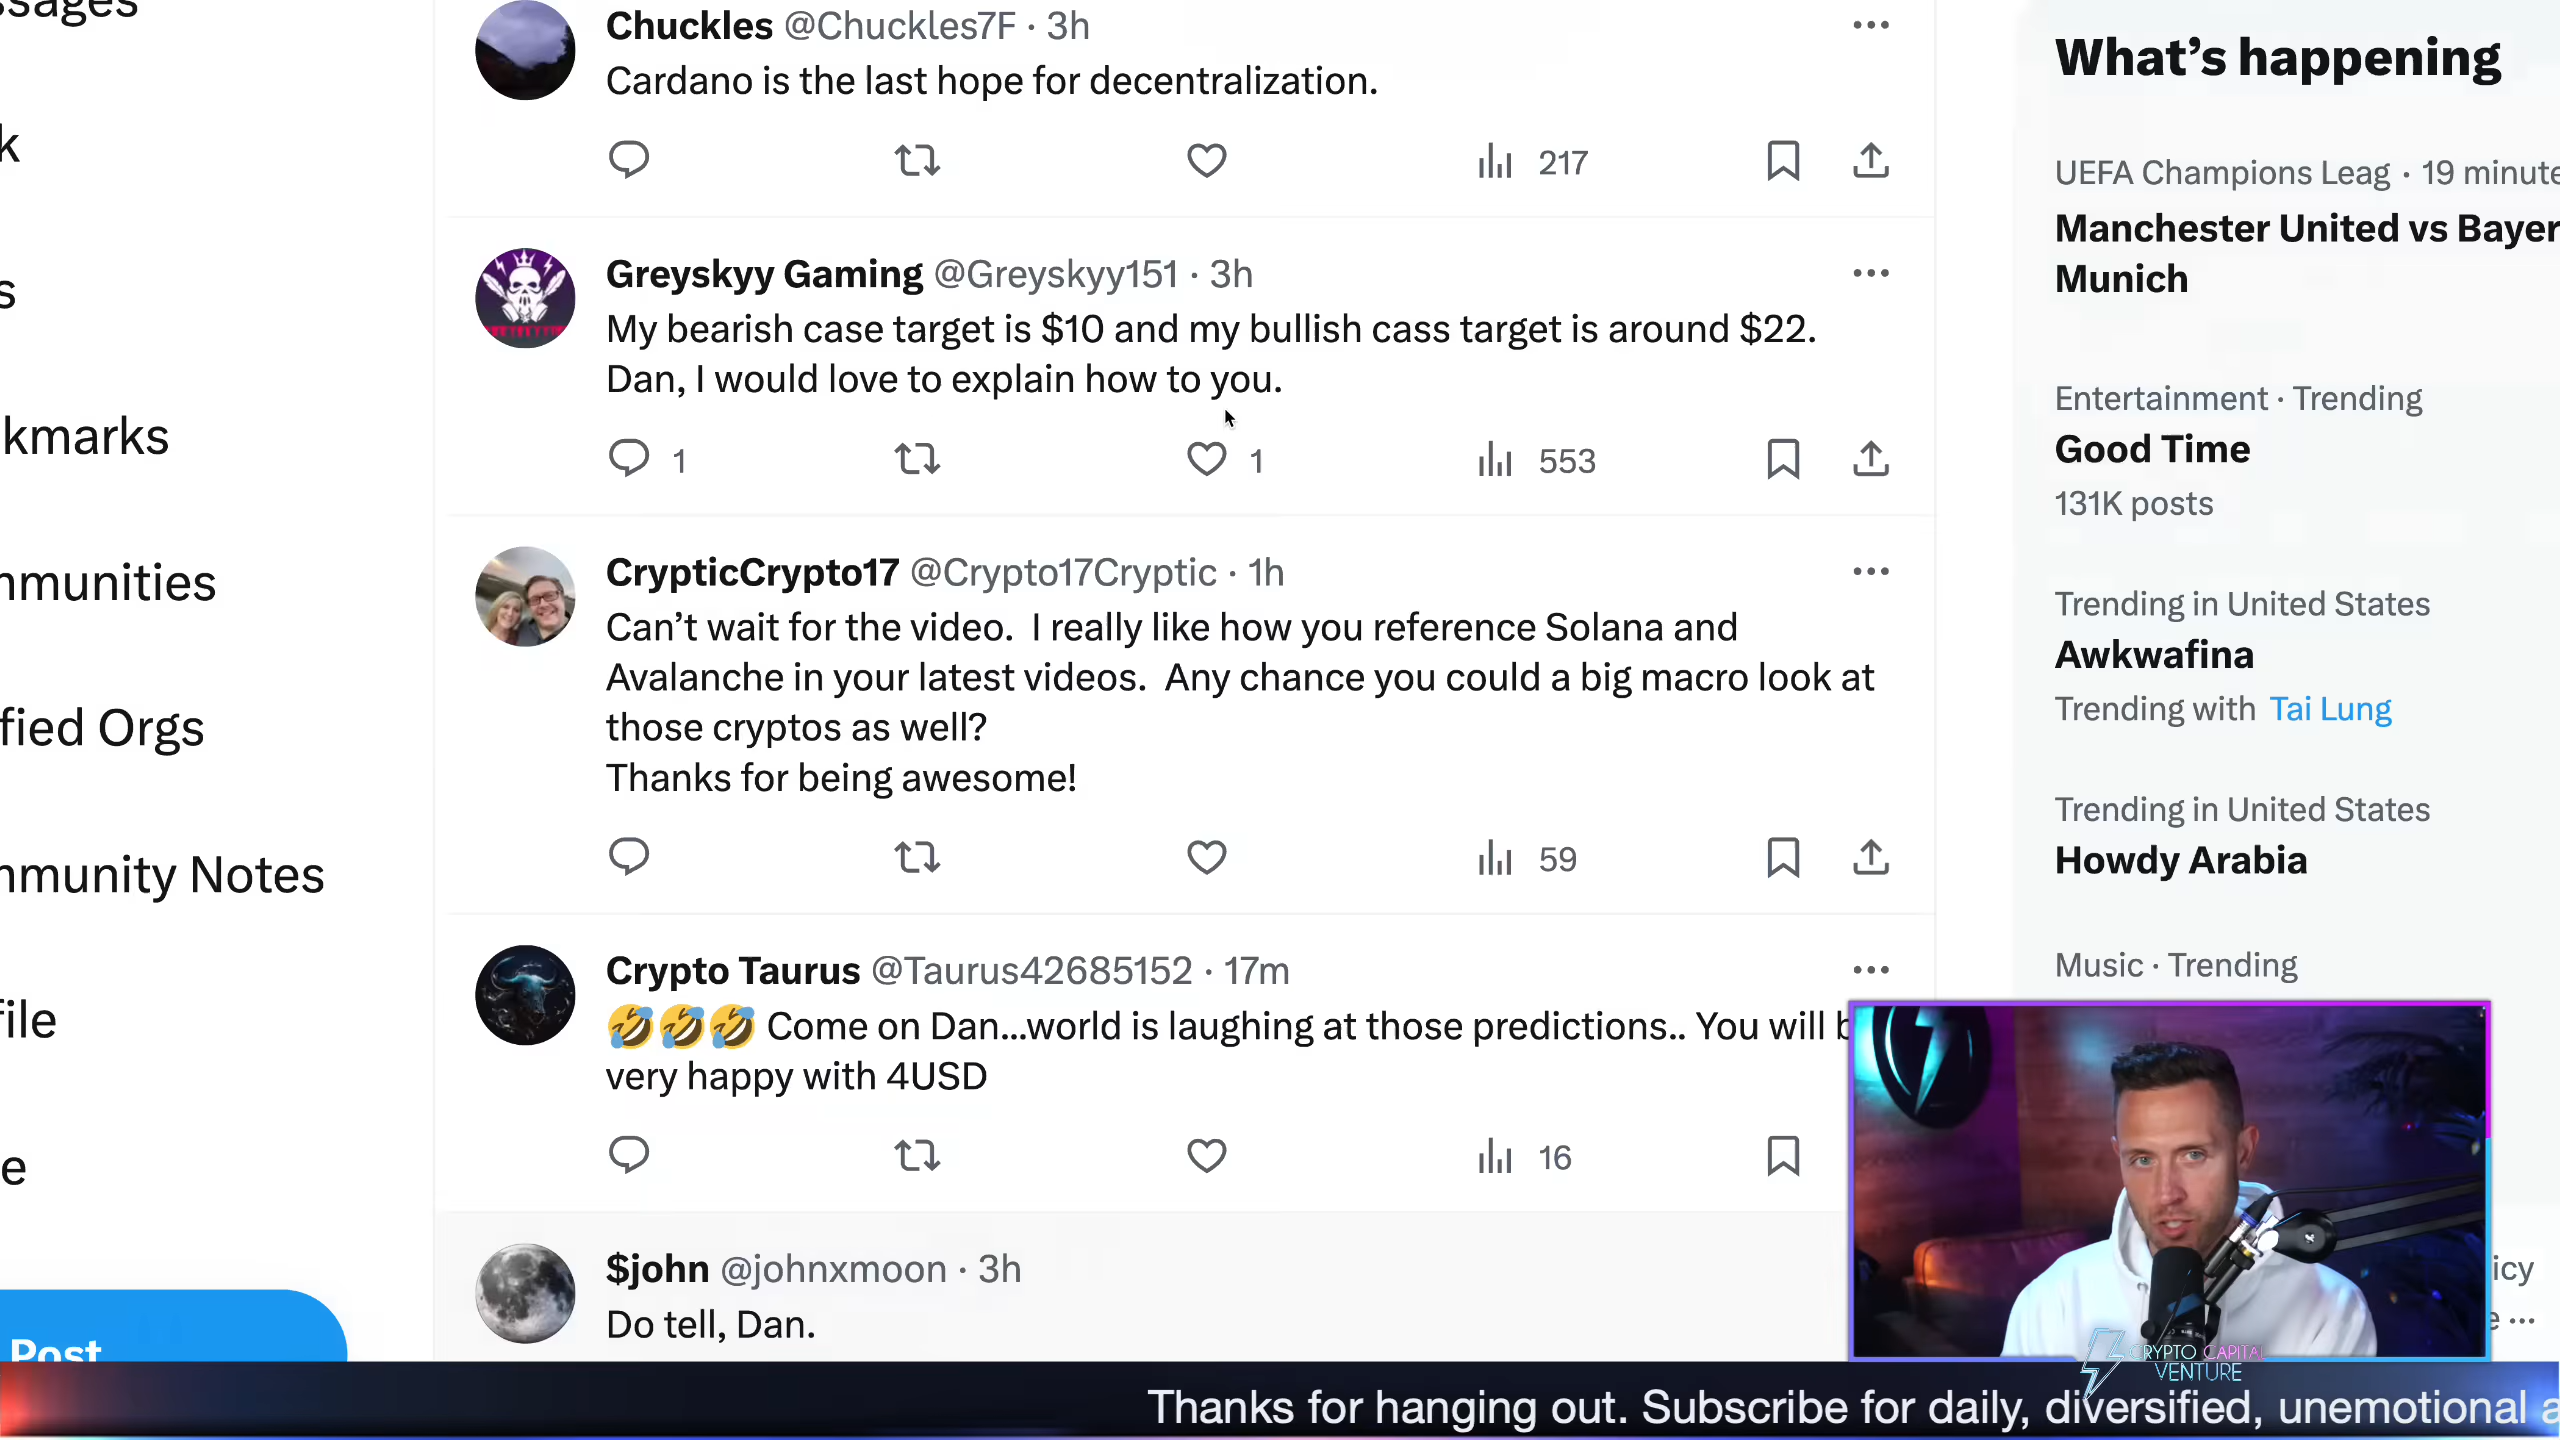 ssages
Chuckles @Chuckles7F · 3h
Cardano is the last hope for decentralization.
217
Greyskyy Gaming @Greyskyy151 · 3h
My bearish case target is $10 and my bullish cass target is around $22.
Dan, I would love to explain how to you.
1
1
553
CrypticCrypto17 @Crypto17Cryptic · 1h
Can’t wait for the video.  I really like how you reference Solana and
Avalanche in your latest videos.  Any chance you could a big macro look at
those cryptos as well?
Thanks for being awesome!
59
Crypto Taurus @Taurus42685152 · 17m
🤣🤣🤣 Come on Dan...world is laughing at those predictions.. You will b
very happy with 4USD
16
$john @johnxmoon · 3h
Do tell, Dan.
k
s
kmarks
mmunities
fied Orgs
mmunity Notes
file
e
Post
What’s happening
UEFA Champions Leag · 19 minute
Manchester United vs Bayer
Munich
Entertainment · Trending
Good Time
131K posts
Trending in United States
Awkwafina
Trending with Tai Lung
Trending in United States
Howdy Arabia
Music · Trending
icy
e ...
CRYPTO CAPITAL
VENTURE
Thanks for hanging out. Subscribe for daily, diversified, unemotional a